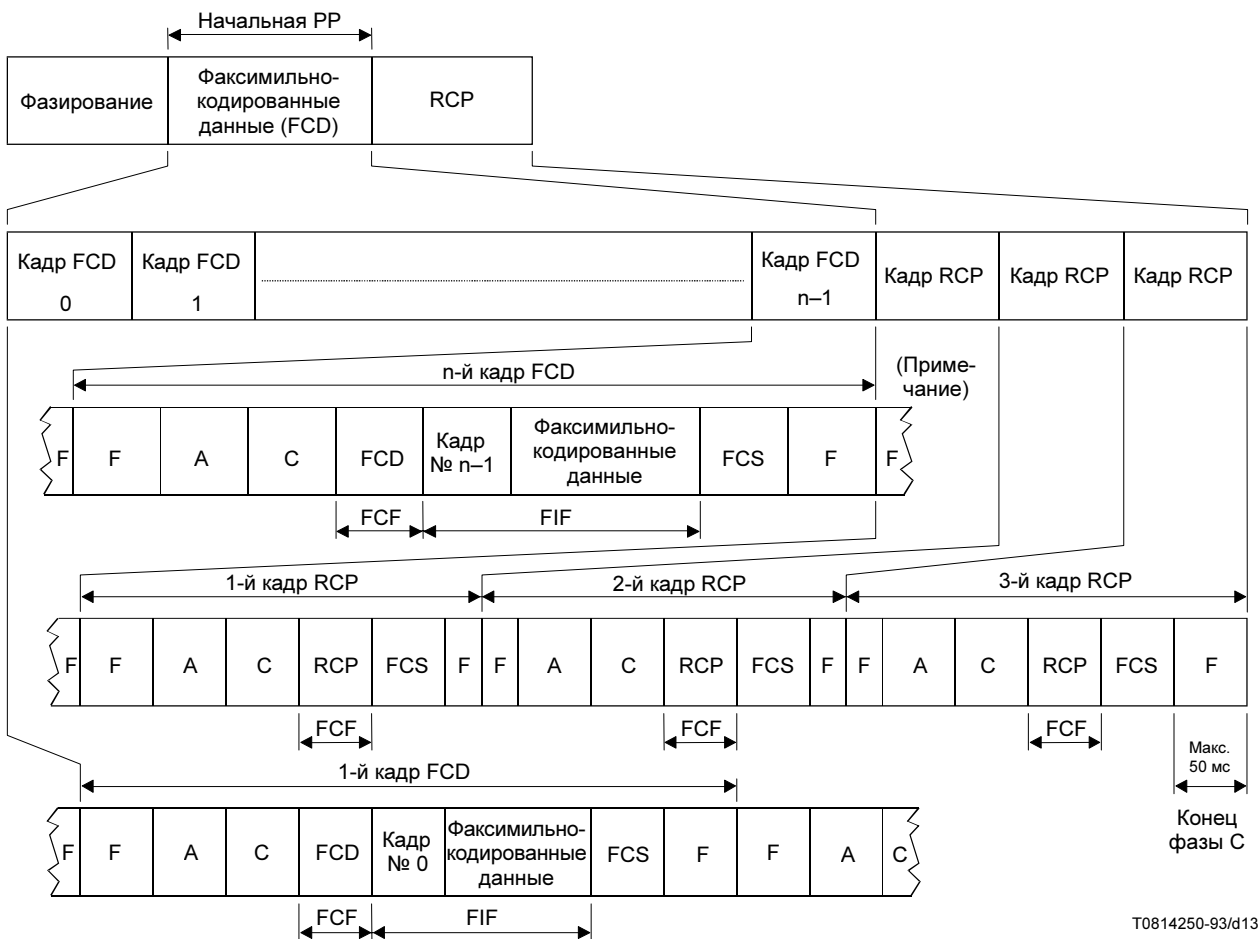 Начальная PP
Фазирование
Факсимильно-
кодированные
данные (FCD)
RCP
Кадр FCD
0
Кадр FCD
1
Кадр FCD
n–1
Кадр RCP
Кадр RCP
Кадр RCP
n-й кадр FCD
(Приме-
чание)
F
F
A
C
FCD
Кадр
№ n–1
Факсимильно-
кодированные
данные
FCS
F
F
FCF
FIF
1-й кадр RCP
2-й кадр RCP
3-й кадр RCP
F
F
A
C
RCP
FCS
F
F
A
C
RCP
FCS
F
F
A
C
RCP
FCS
F
FCF
FCF
FCF
Макс.
50 мс
Конец
фазы C
1-й кадр FCD
F
F
A
C
FCD
Кадр
№ 0
Факсимильно-
кодированные
данные
FCS
F
F
A
C
FCF
FIF
T0814250-93/d13